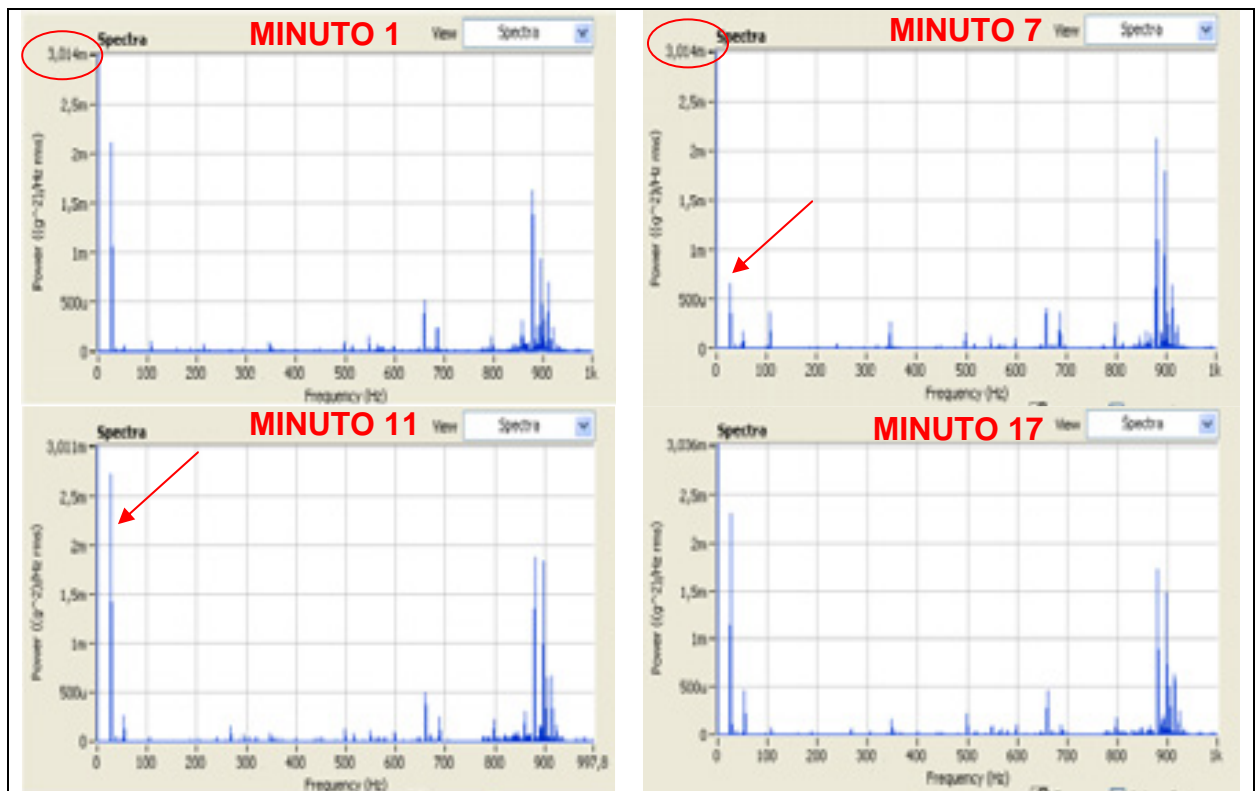 Spectra MINUTO 1 View Spectra
3,014m
2,5m
2m
1,5m
1m
500u
0
Power ((g^2)/Hz rms)
0 100 200 300 400 500 600 700 800 900 1k
Frequency (Hz)
Spectra MINUTO 7 View Spectra
3,014m
2,5m
2m
1,5m
1m
500u
0
Power ((g^2)/Hz rms)
0 100 200 300 400 500 600 700 800 900 1k
Frequency (Hz)
Spectra MINUTO 11 View Spectra
3,011m
2,5m
2m
1,5m
1m
500u
0
Power ((g^2)/Hz rms)
0 100 200 300 400 500 600 700 800 900 997,8
Frequency (Hz)
Spectra MINUTO 17 View Spectra
3,036m
2,5m
2m
1,5m
1m
500u
0
Power ((g^2)/Hz rms)
0 100 200 300 400 500 600 700 800 900 1k
Frequency (Hz)